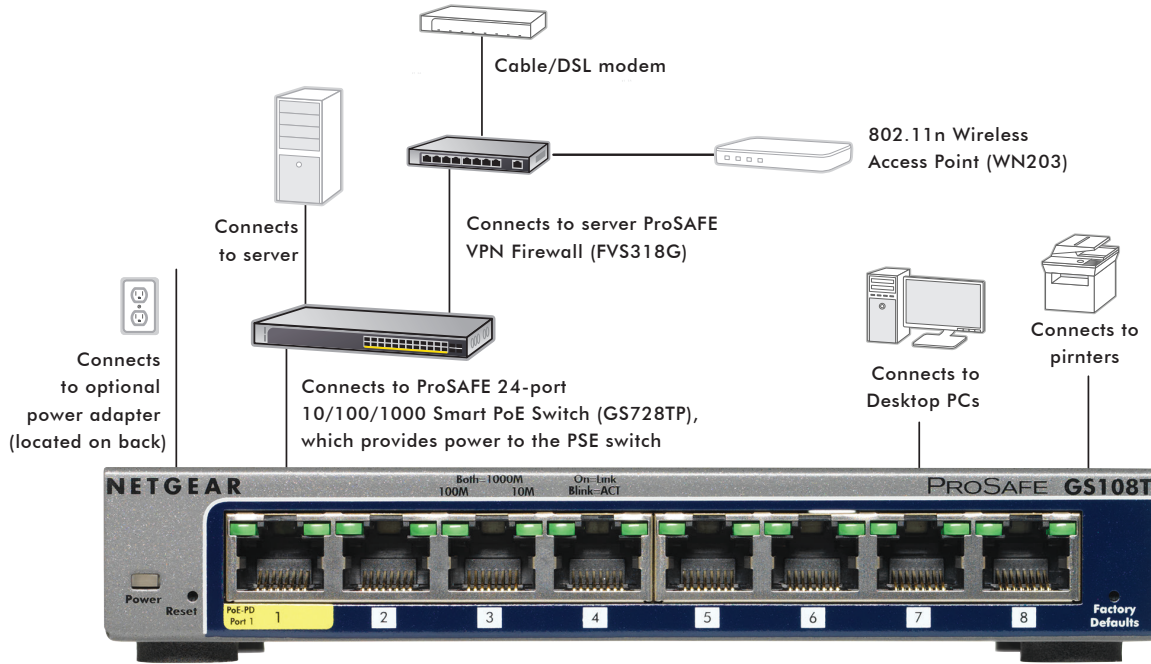 Cable/DSL modem
802.11n Wireless
Access Point (WN203)
Connects
to server
Connects to server ProSAFE
VPN Firewall (FVS318G)
Connects
to optional
power adapter
(located on back)
Connects to ProSAFE 24-port
10/100/1000 Smart PoE Switch (GS728TP),
which provides power to the PSE switch
Connects to
Desktop PCs
Connects to
pirnters
NETGEAR
Both=1000M
100M 10M
On=Link
Blink=ACT
PROSAFE GS108T
Power
Reset
PoE-PD
Port 1
1
2
3
4
5
6
7
8
Factory
Defaults